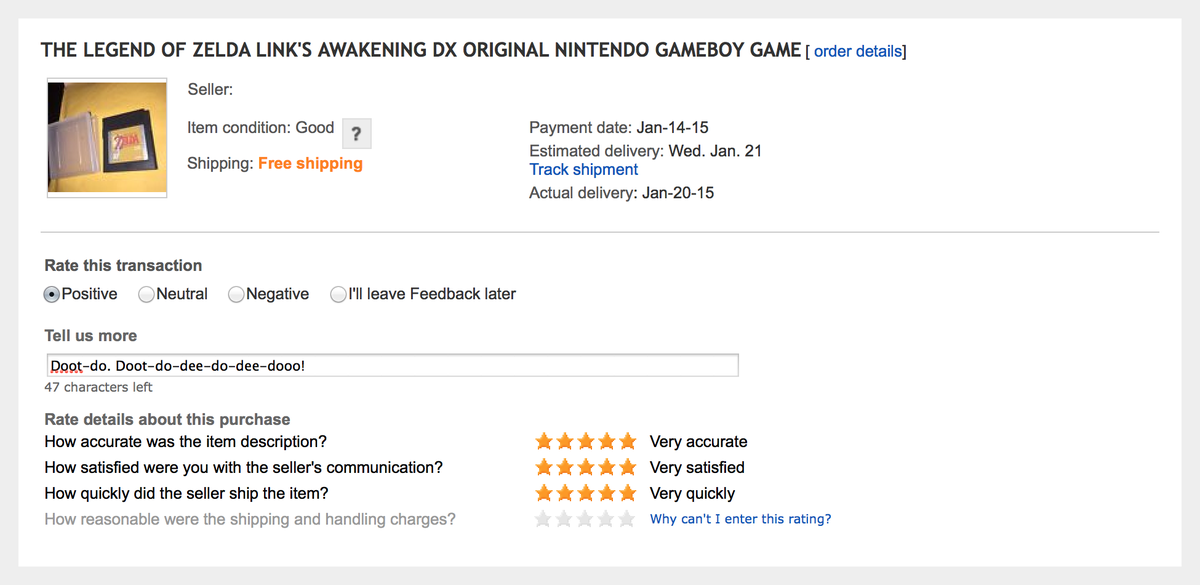 THE LEGEND OF ZELDA LINK'S AWAKENING DX ORIGINAL NINTENDO GAMEBOY GAME [ order details]
ZELDA
Seller:
Item condition: Good ?
Shipping: Free shipping
Payment date: Jan-14-15
Estimated delivery: Wed. Jan. 21
Track shipment
Actual delivery: Jan-20-15
Rate this transaction
Positive Neutral Negative I'll leave Feedback later
Tell us more
Doot-do. Doot-do-dee-do-dee-dooo!
47 characters left
Rate details about this purchase
How accurate was the item description? Very accurate
How satisfied were you with the seller's communication? Very satisfied
How quickly did the seller ship the item? Very quickly
How reasonable were the shipping and handling charges? Why can't I enter this rating?